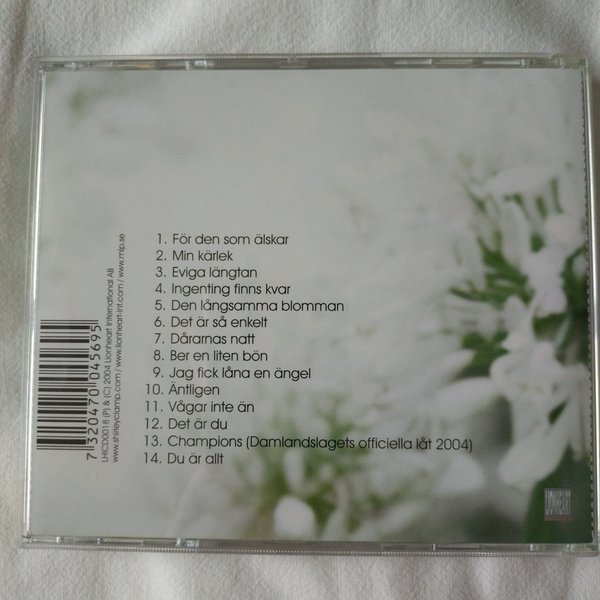 1. För den som älskar
2. Min kärlek
3. Eviga längtan
4. Ingenting finns kvar
5. Den långsamma blomman
6. Det är så enkelt
7. Dårarnas natt
8. Ber en liten bön
9. Jag fick låna en ängel
10. Äntligen
11. Vågar inte än
12. Det är du
13. Champions (Damlandslagets officiella låt 2004)
14. Du är allt
7 320470 045695
LHICD0018 (P) & (C) 2004 Lionheart International AB
www.shirleyclamp.com / www.lionheart-int.com / www.mlp.se
LIONHEART